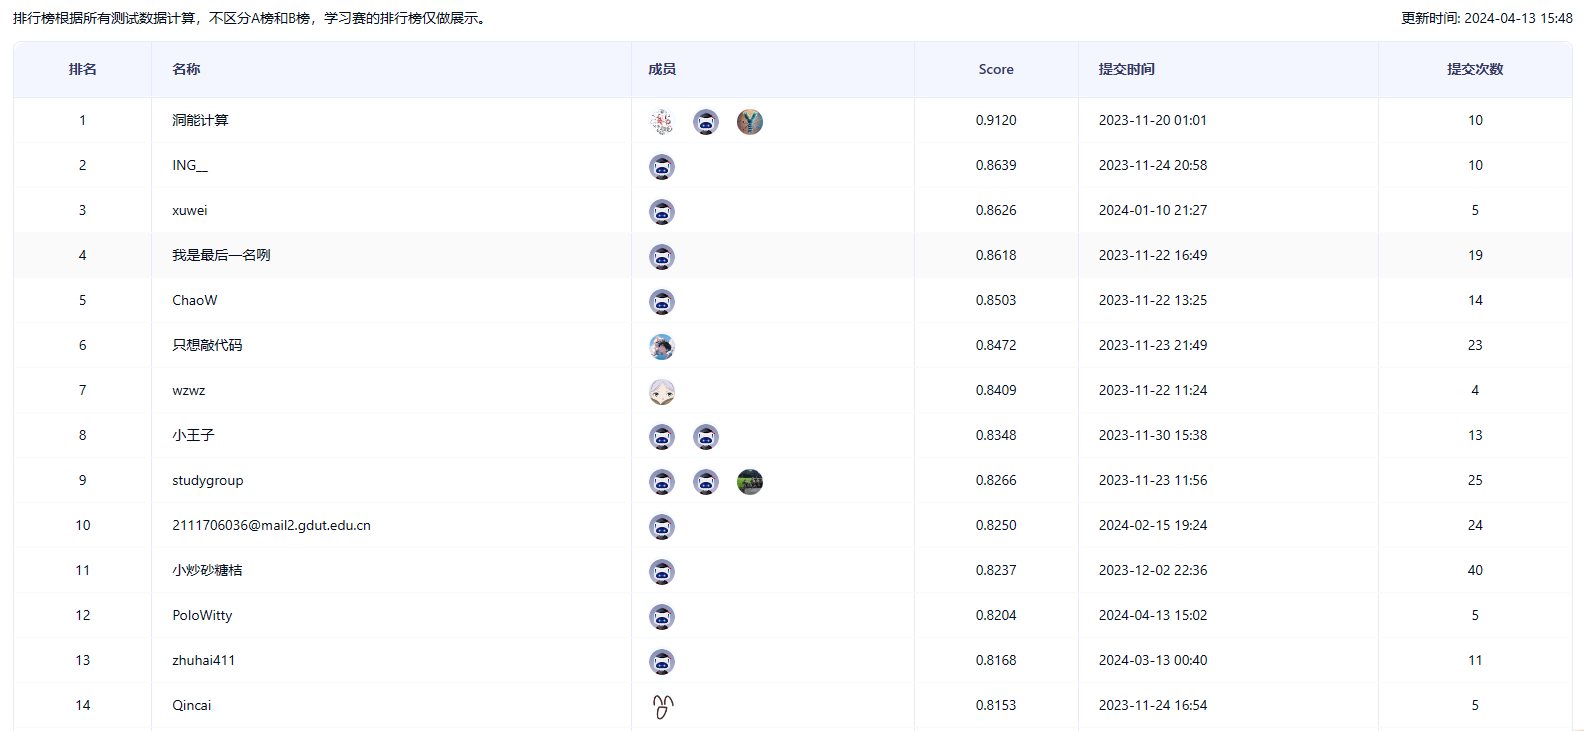 排行榜根据所有测试数据计算，不区分A榜和B榜，学习赛的排行榜仅做展示。 更新时间: 2024-04-13 15:48
排名 名称 成员 Score 提交时间 提交次数
1 洞能计算 0.9120 2023-11-20 01:01 10
2 ING__ 0.8639 2023-11-24 20:58 10
3 xuwei 0.8626 2024-01-10 21:27 5
4 我是最后一名咧 0.8618 2023-11-22 16:49 19
5 ChaoW 0.8503 2023-11-22 13:25 14
6 只想敲代码 0.8472 2023-11-23 21:49 23
7 wzwz 0.8409 2023-11-22 11:24 4
8 小王子 0.8348 2023-11-30 15:38 13
9 studygroup 0.8266 2023-11-23 11:56 25
10 2111706036@mail2.gdut.edu.cn 0.8250 2024-02-15 19:24 24
11 小炒砂糖桔 0.8237 2023-12-02 22:36 40
12 PoloWitty 0.8204 2024-04-13 15:02 5
13 zhuhai411 0.8168 2024-03-13 00:40 11
14 Qincai 0.8153 2023-11-24 16:54 5